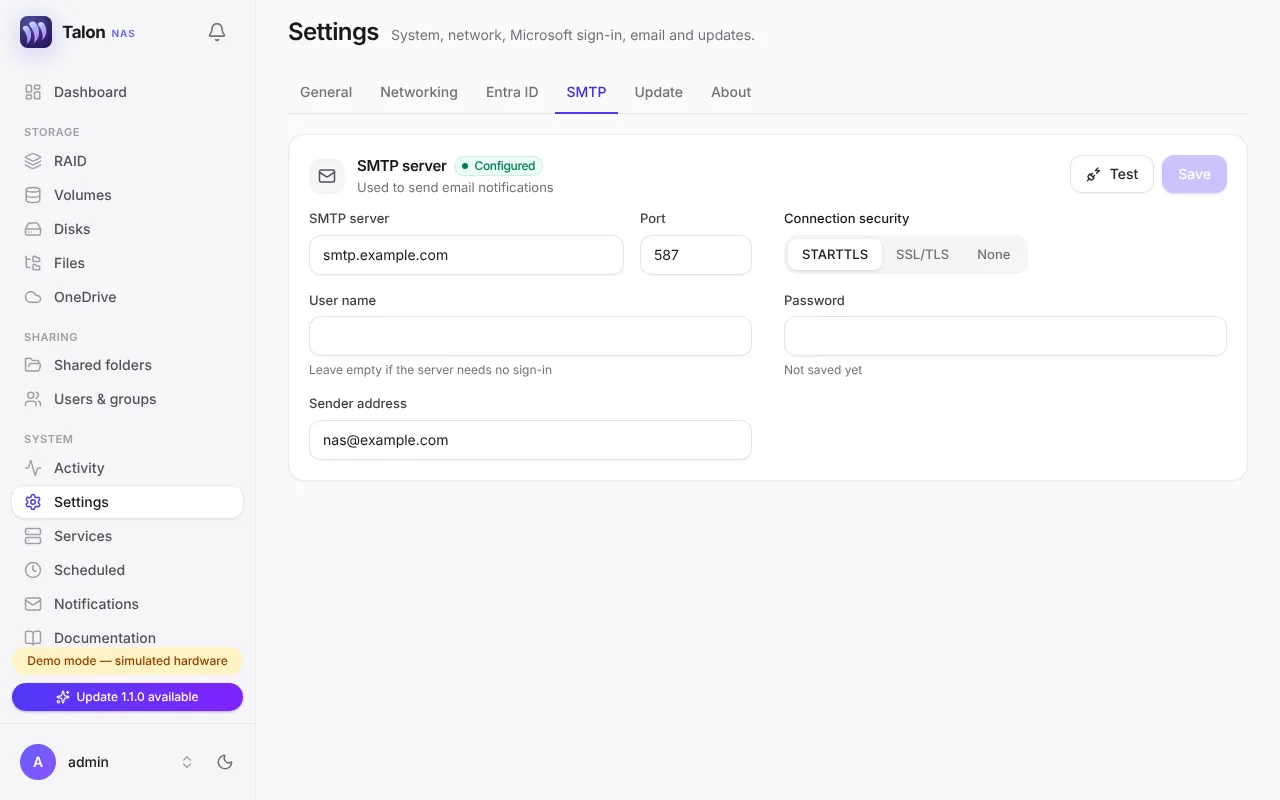 Talon NAS
Dashboard
STORAGE
RAID
Volumes
Disks
Files
OneDrive
SHARING
Shared folders
Users & groups
SYSTEM
Activity
Settings
Services
Scheduled
Notifications
Documentation
Demo mode — simulated hardware
Update 1.1.0 available
A admin
Settings System, network, Microsoft sign-in, email and updates.
General Networking Entra ID SMTP Update About
SMTP server Configured
Used to send email notifications
Test Save
SMTP server Port Connection security
smtp.example.com 587 STARTTLS SSL/TLS None
User name Password
Leave empty if the server needs no sign-in Not saved yet
Sender address
nas@example.com